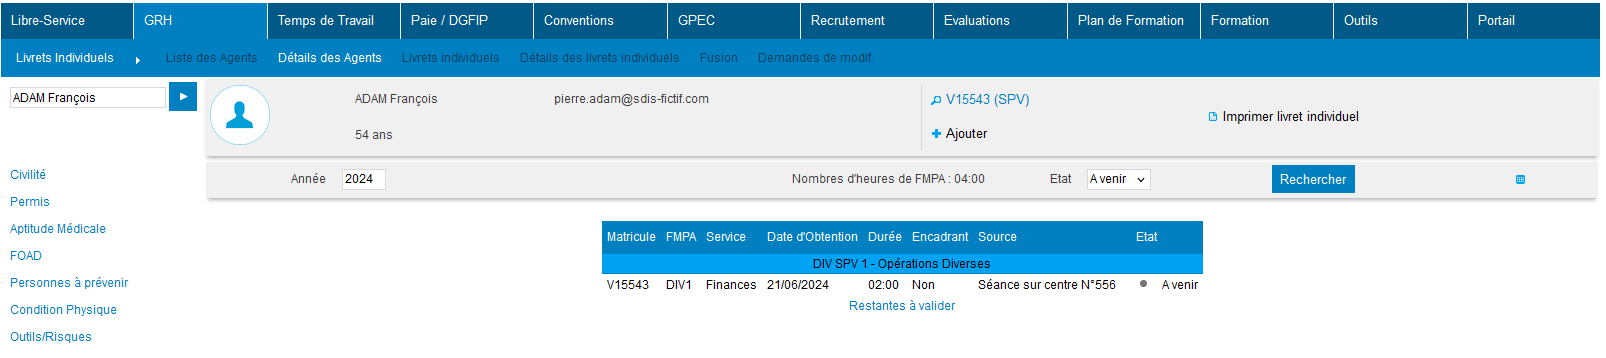 Libre-Service GRH Temps de Travail Paie / DGFIP Conventions GPEC Recrutement Evaluations Plan de Formation Formation Outils Portail
Livrets Individuels Liste des Agents Détails des Agents Livrets individuels Détails des livrets individuels Fusion Demandes de modif.
ADAM François
ADAM François pierre.adam@sdis-fictif.com V15543 (SPV)
Imprimer livret individuel
54 ans Ajouter
Civilité
Permis
Aptitude Médicale
FOAD
Personnes à prévenir
Condition Physique
Outils/Risques
Année 2024 Nombres d'heures de FMPA : 04:00 Etat A venir Rechercher
Matricule FMPA Service Date d'Obtention Durée Encadrant Source Etat
DIV SPV 1 - Opérations Diverses
V15543 DIV1 Finances 21/06/2024 02:00 Non Séance sur centre N°556 A venir
Restantes à valider